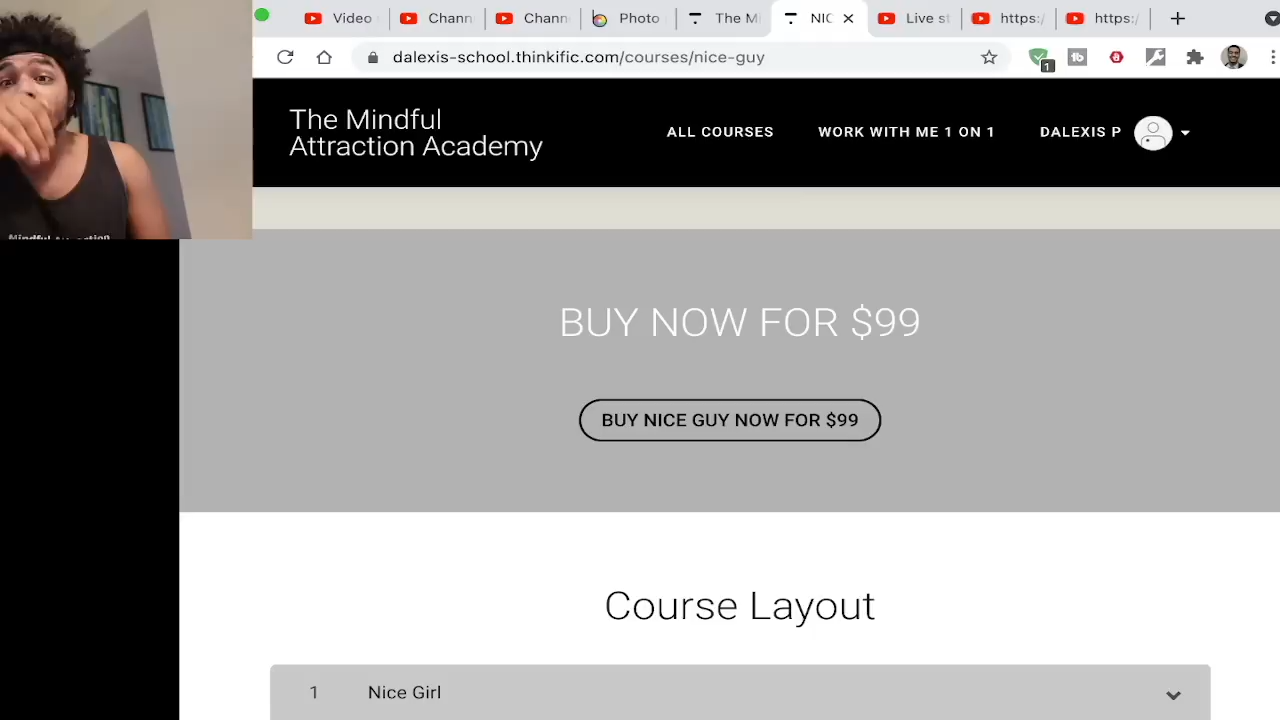 Video
Chann
Chann
Photo
The Mi
NIC
Live st
https:/
https:/
dalexis-school.thinkific.com/courses/nice-guy
1
The Mindful
Attraction Academy
ALL COURSES
WORK WITH ME 1 ON 1
DALEXIS P
BUY NOW FOR $99
BUY NICE GUY NOW FOR $99
Course Layout
1 Nice Girl